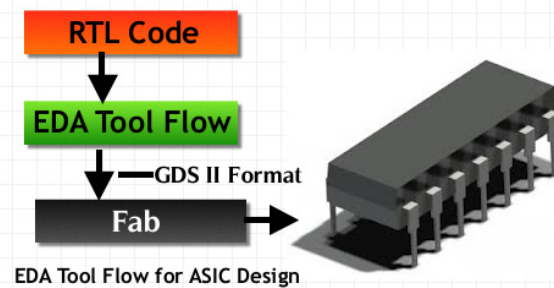 RTL Code
EDA Tool Flow
GDS II Format
Fab
EDA Tool Flow for ASIC Design